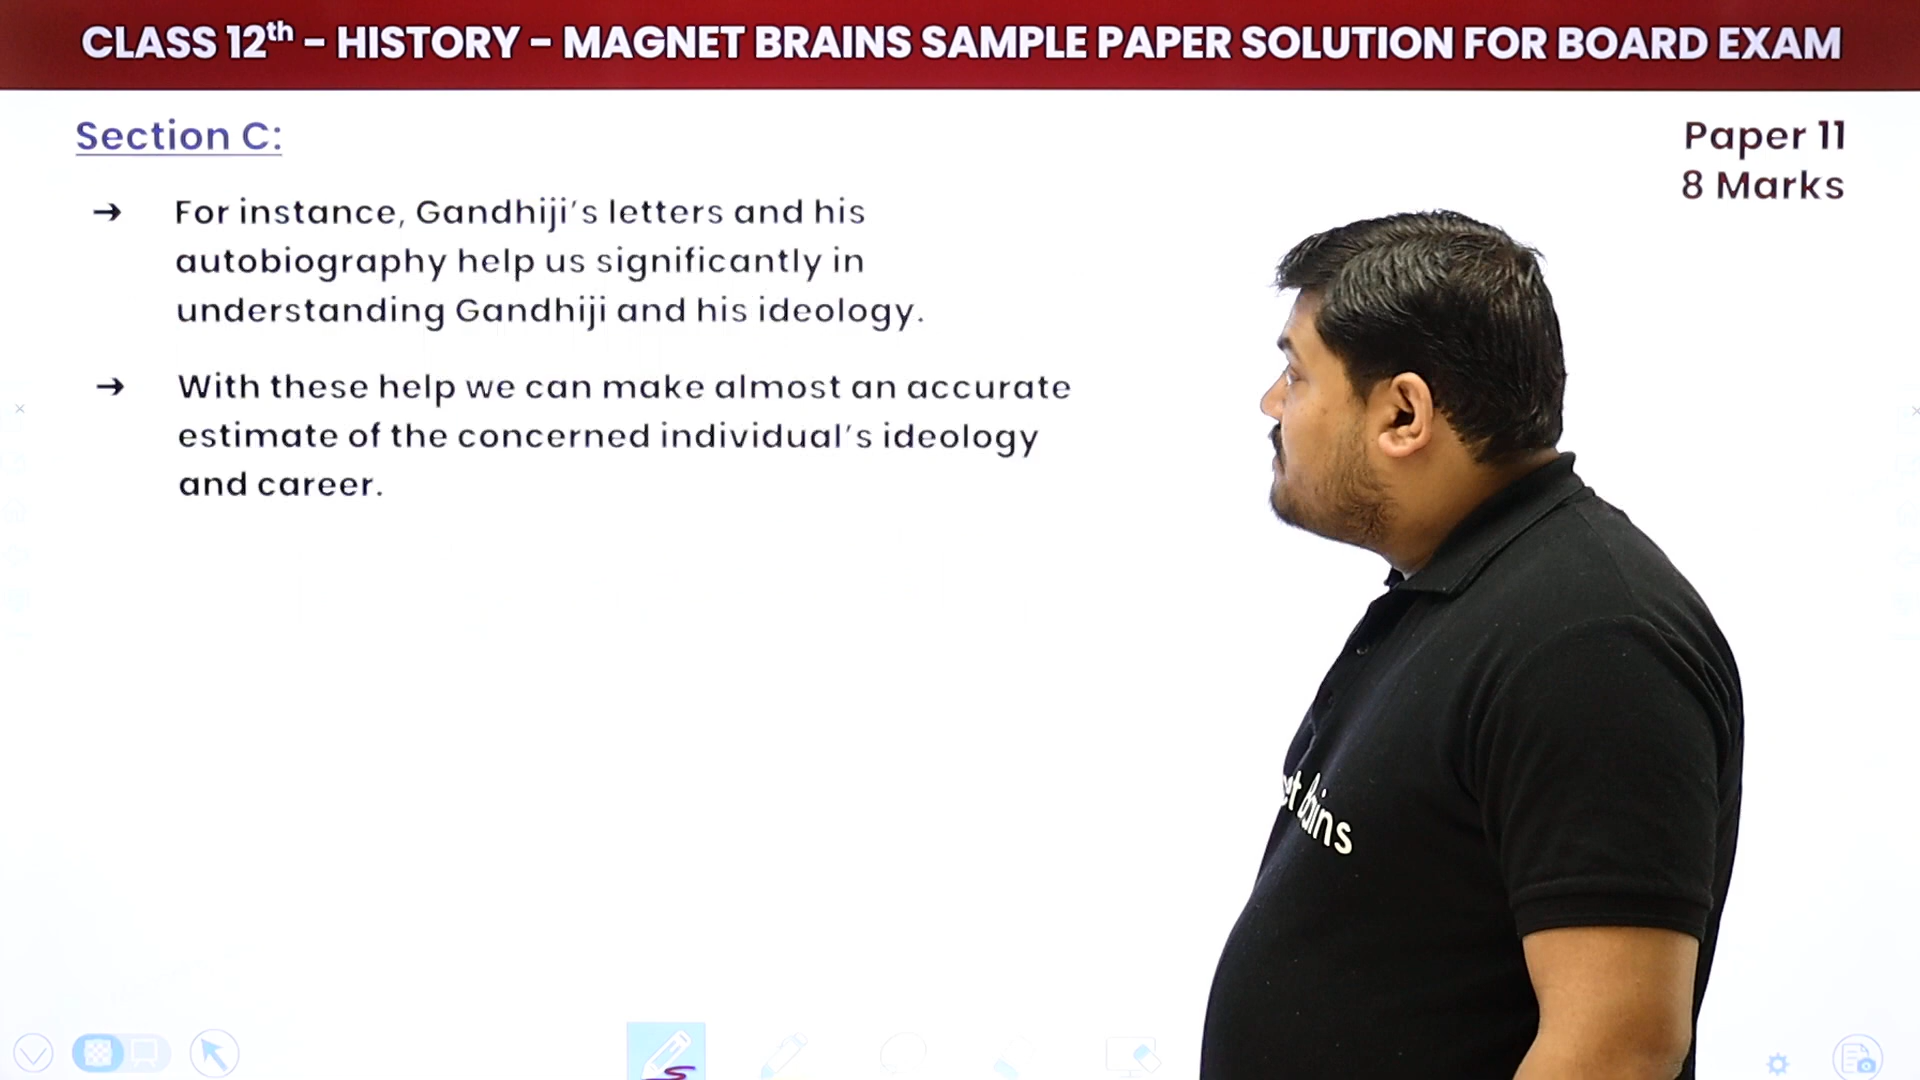 CLASS 12th - HISTORY - MAGNET BRAINS SAMPLE PAPER SOLUTION FOR BOARD EXAM
Section C:
Paper 11
8 Marks
→ For instance, Gandhiji's letters and his
autobiography help us significantly in
understanding Gandhiji and his ideology.
→ With these help we can make almost an accurate
estimate of the concerned individual's ideology
and career.
et Brains